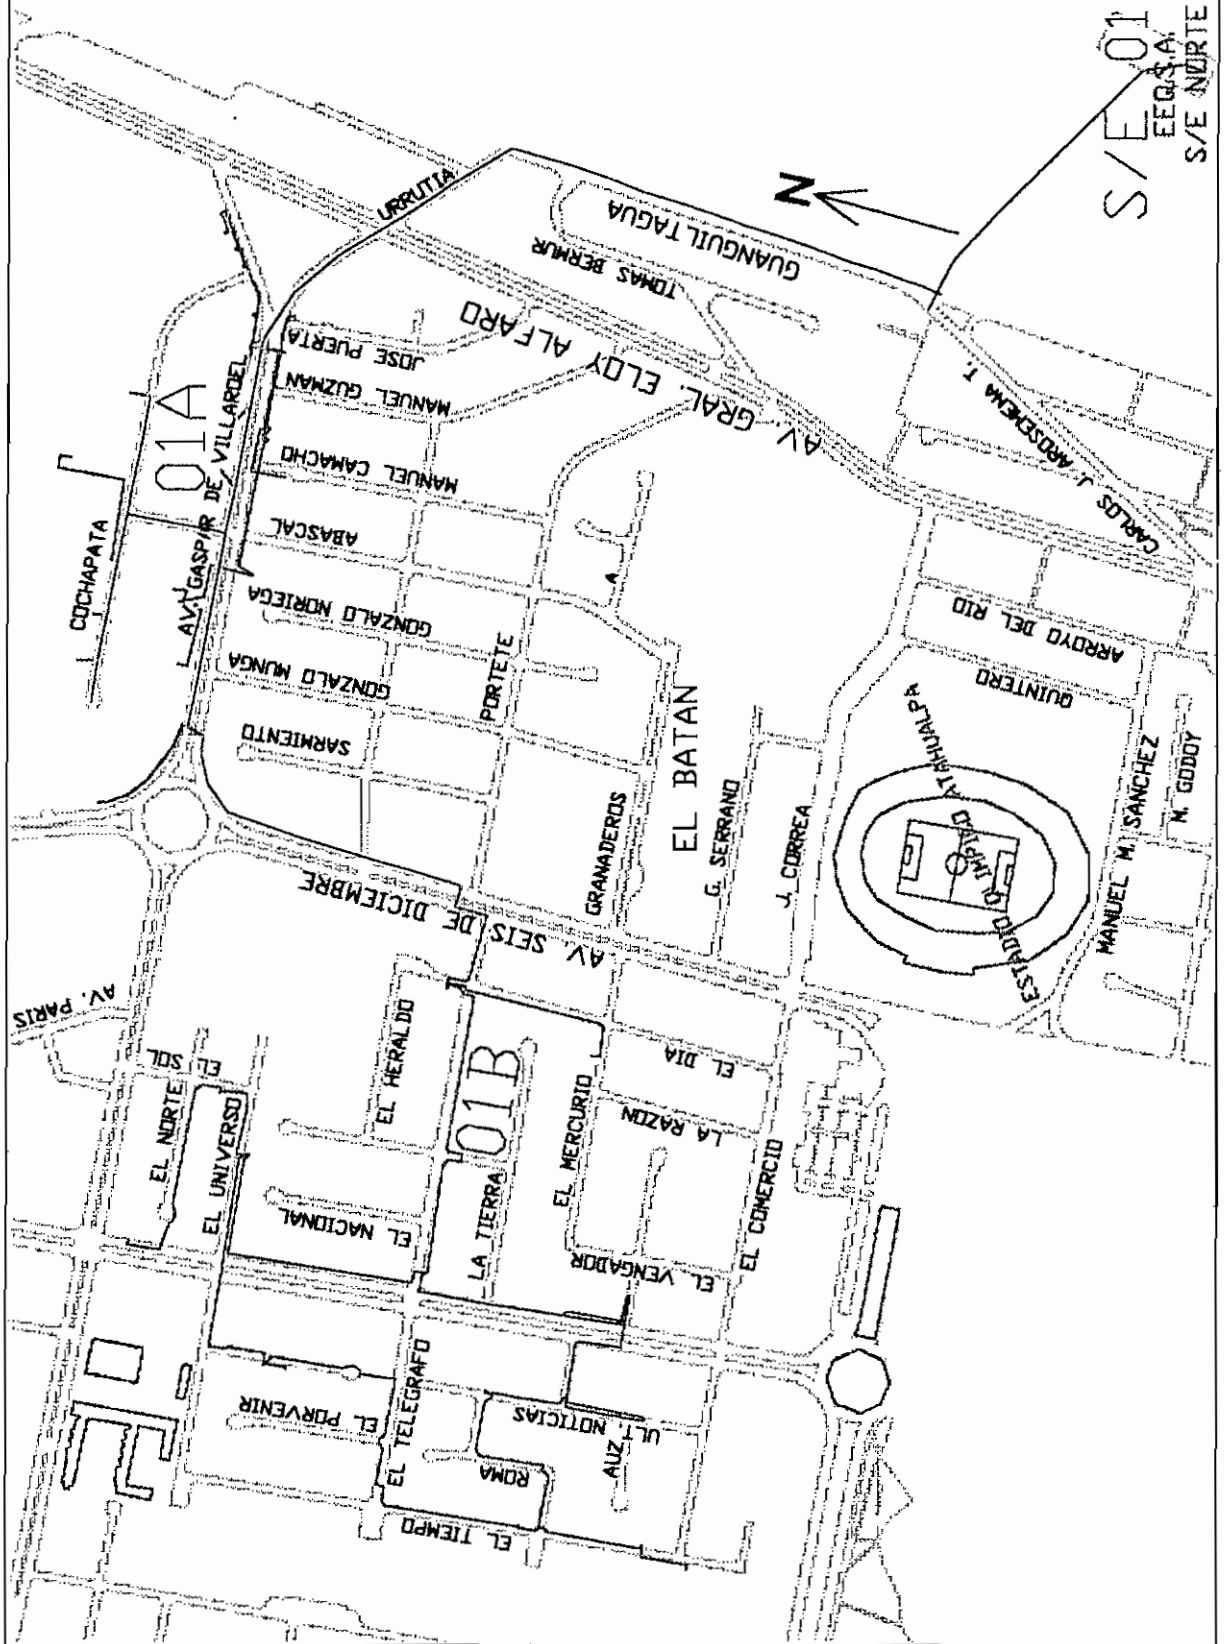 S/E 01
EEQ.S.A.
S/E NORTE
N
URRUTIA
GUANGUILTAGUA
TOMAS BERMUR
AV. GRAL. ELOY ALFARO
JOSE PUERTA
MANUEL GUZMAN
MANUEL CAMACHO
ABASCAL
GONZALO NORIEGA
GONZALO MUNGA
SARMIENTO
01A
AV. GASPAR DE VILLAROEL
COCHAPATA
PORTETE
CARLOS J. AROSEMENA T.
ARROYO DEL RIO
QUINTERO
EL BATAN
GRANADEROS
G. SERRANO
J. CORREA
ESTADIO OLIMPICO ATAHUALPA
MANUEL M. SANCHEZ
M. GODOY
AV. SEIS DE DICIEMBRE
AV. PARIS
EL SOL
EL NORTE
EL UNIVERSO
EL HERALDO
01B
EL MERCURIO
EL DIA
LA RAZON
EL COMERCIO
EL NACIONAL
LA TIERRA
EL VENGADOR
EL PORVENIR
EL TELEGRAFO
ULT. NOTICIAS
AUZ
ROMA
EL TIEMPO